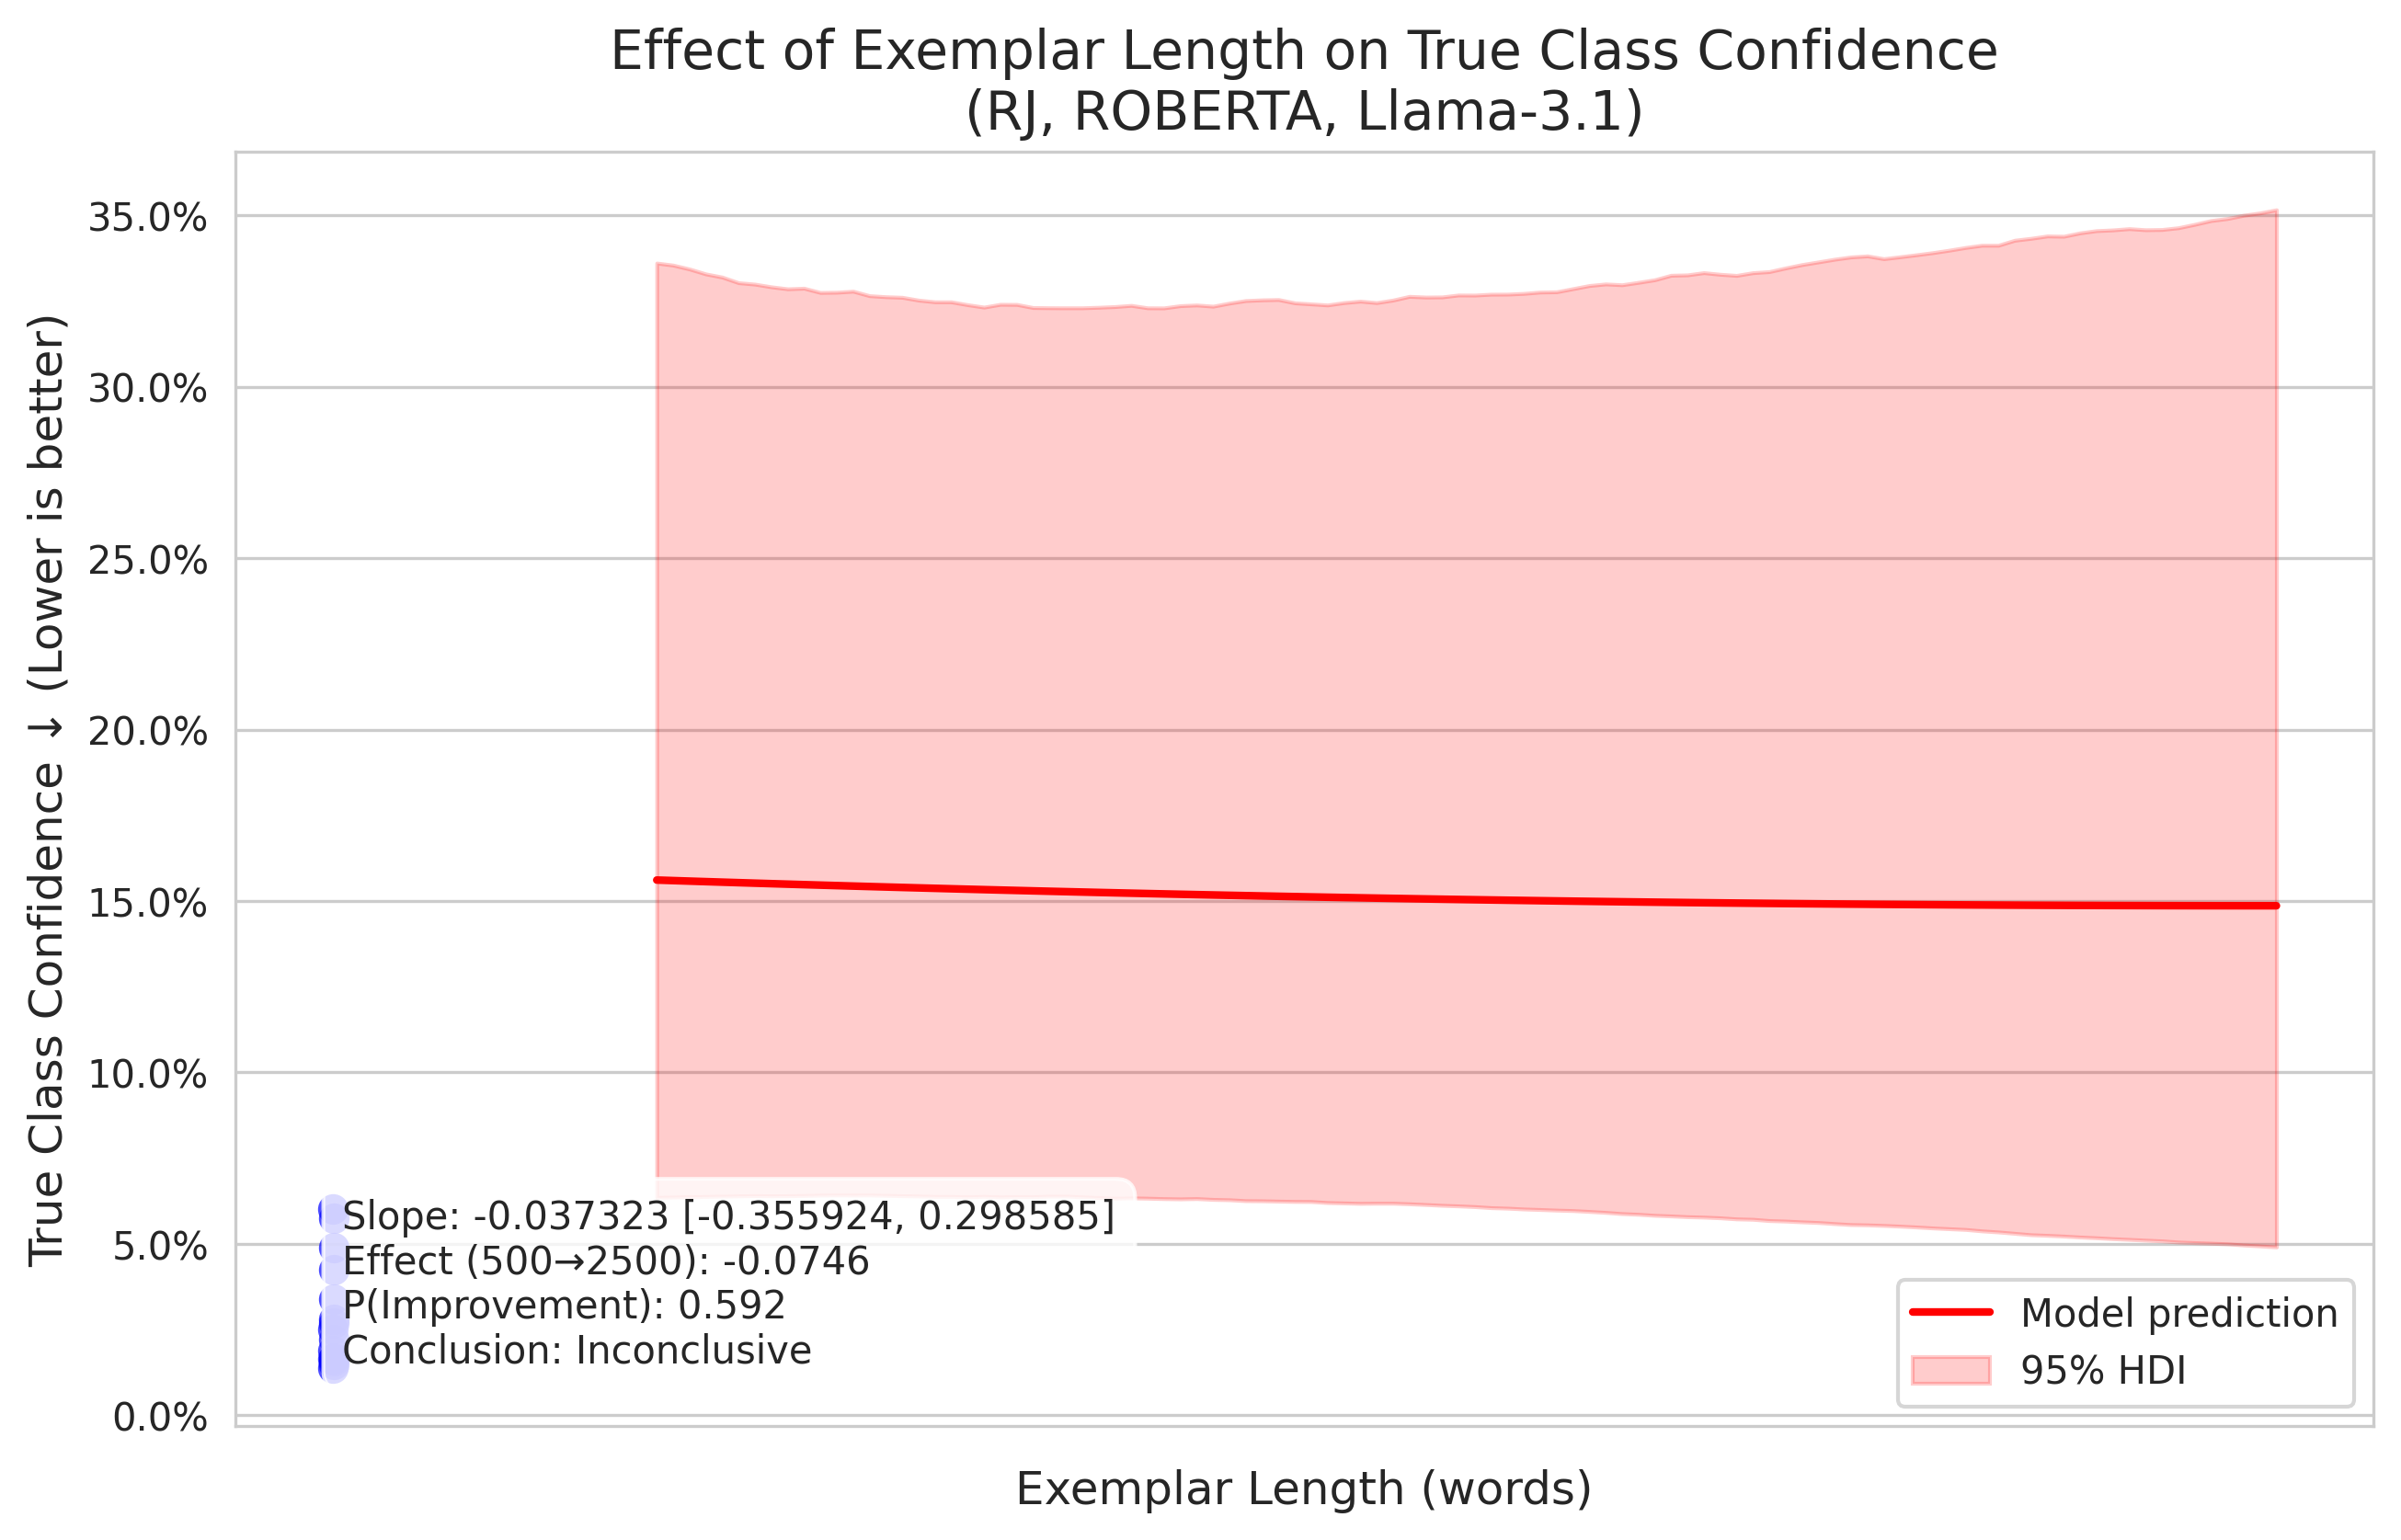 Effect of Exemplar Length on True Class Confidence
(RJ, ROBERTA, Llama-3.1)
True Class Confidence ↓ (Lower is better)
35.0%
30.0%
25.0%
20.0%
15.0%
10.0%
5.0%
0.0%
Slope: -0.037323 [-0.355924, 0.298585]
Effect (500→2500): -0.0746
P(Improvement): 0.592
Conclusion: Inconclusive
Model prediction
95% HDI
Exemplar Length (words)